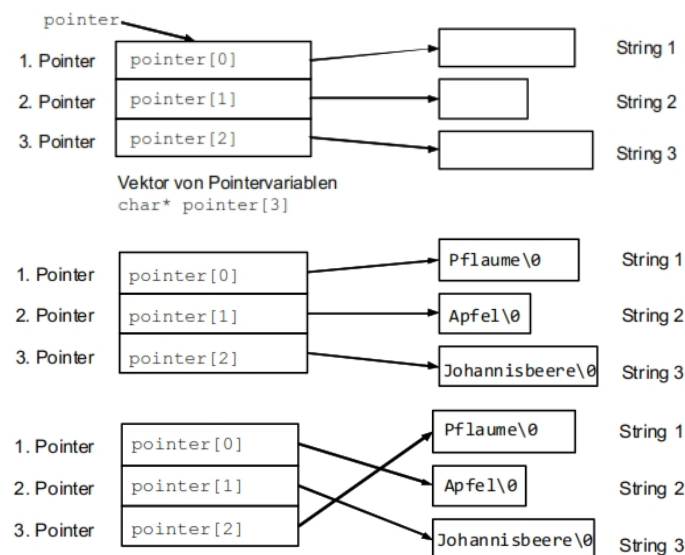 pointer
1. Pointer pointer[0] String 1
2. Pointer pointer[1] String 2
3. Pointer pointer[2] String 3
Vektor von Pointervariablen
char* pointer[3]
1. Pointer pointer[0] Pflaume\0 String 1
2. Pointer pointer[1] Apfel\0 String 2
3. Pointer pointer[2] Johannisbeere\0 String 3
1. Pointer pointer[0] Pflaume\0 String 1
2. Pointer pointer[1] Apfel\0 String 2
3. Pointer pointer[2] Johannisbeere\0 String 3